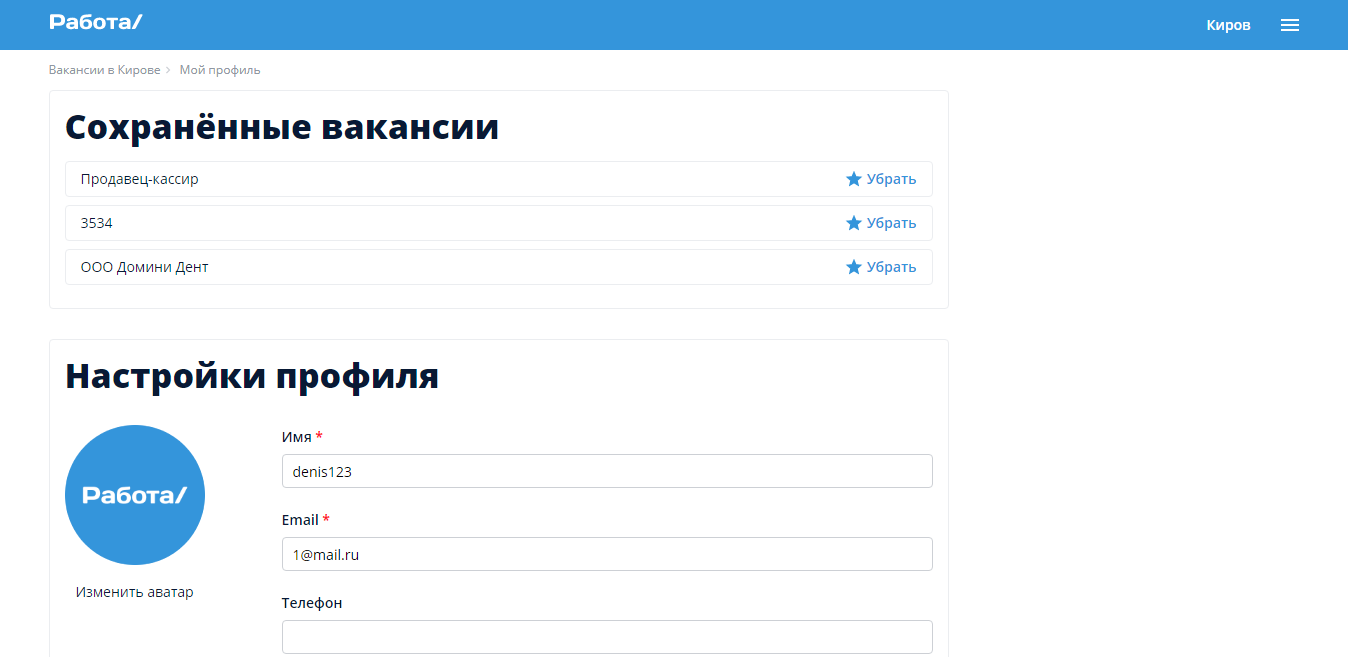 Работа/
Киров
Вакансии в Кирове > Мой профиль
Сохранённые вакансии
Продавец-кассир Убрать
3534 Убрать
ООО Домини Дент Убрать
Настройки профиля
Работа/
Изменить аватар
Имя *
denis123
Email *
1@mail.ru
Телефон